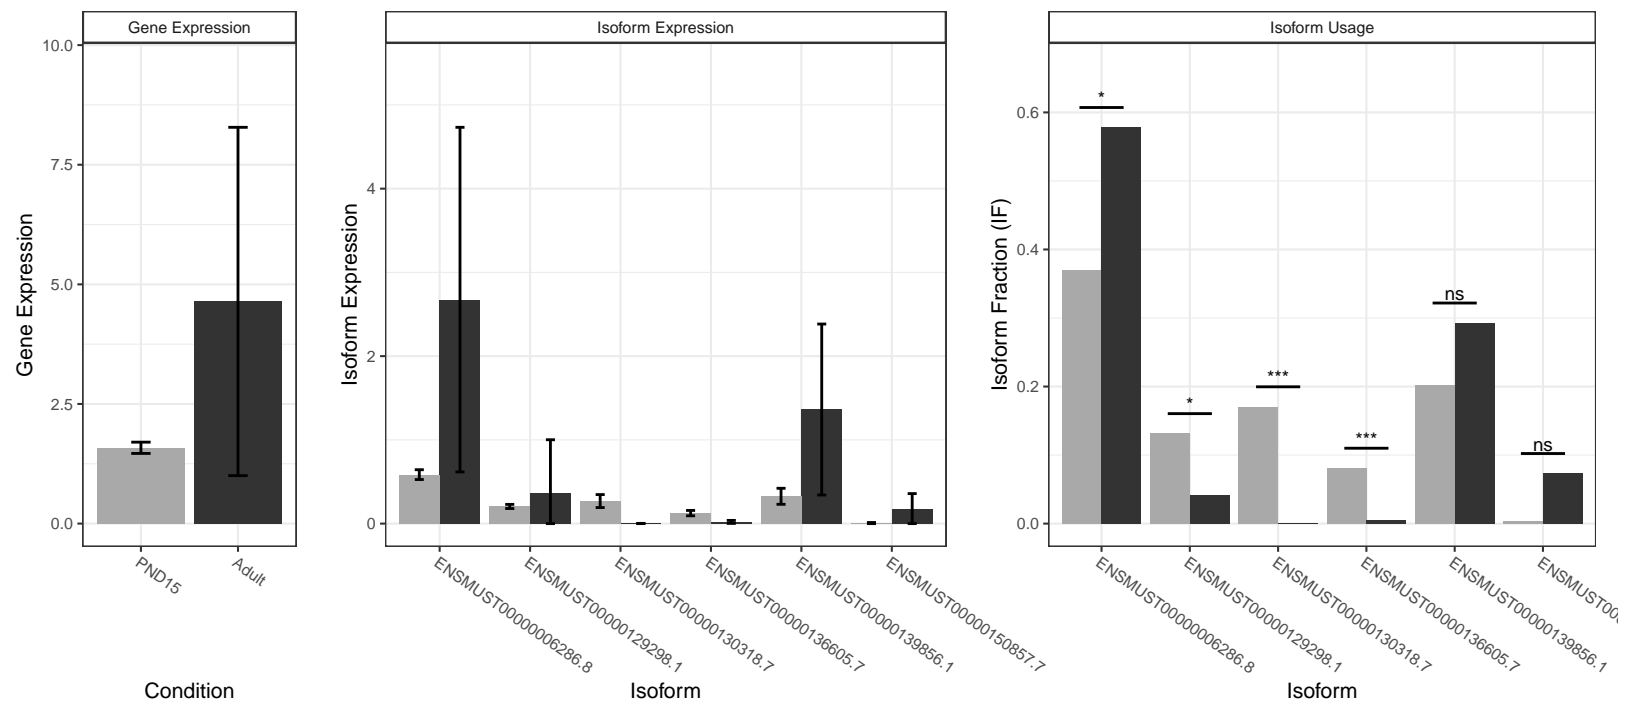 Gene Expression
Gene Expression
10.0
7.5
5.0
2.5
0.0
PND15
Adult
Condition
Isoform Expression
Isoform Expression
4
2
0
ENSMUST00000006286.8
ENSMUST00000129298.1
ENSMUST00000130318.7
ENSMUST00000136605.7
ENSMUST00000139856.1
ENSMUST00000150857.7
Isoform
Isoform Usage
Isoform Fraction (IF)
0.6
0.4
0.2
0.0
*
*
***
***
ns
ns
ENSMUST00000006286.8
ENSMUST00000129298.1
ENSMUST00000130318.7
ENSMUST00000136605.7
ENSMUST00000139856.1
Isoform